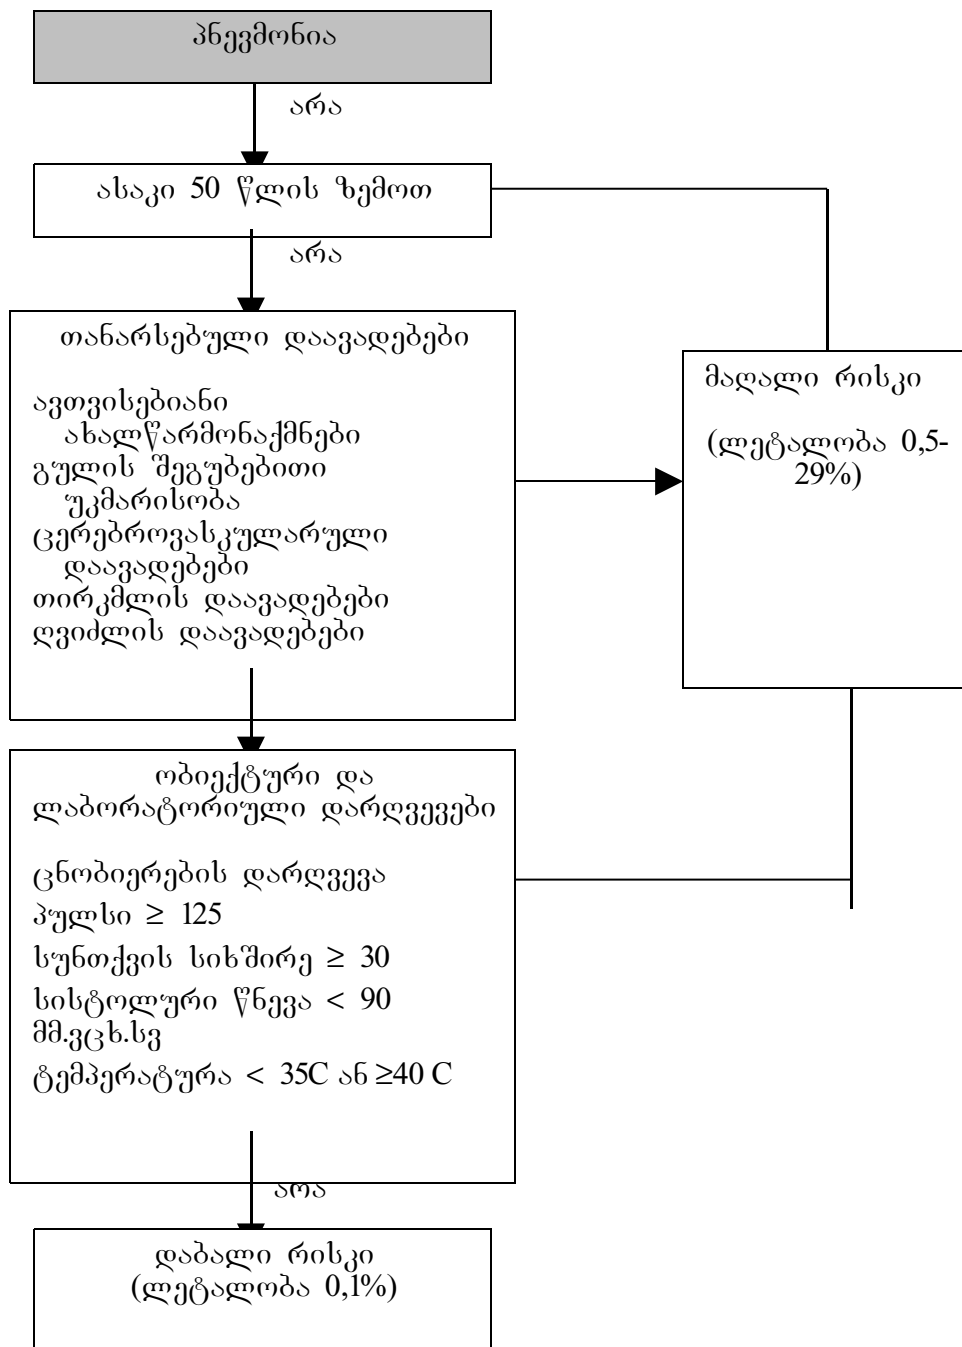 პნევმონია
არა
ასაკი 50 წლის ზემოთ
არა
თანარსებული დაავადებები
ავთვისებიანი
ახალწარმონაქმნები
გულის შეგუბებითი
უკმარისობა
ცერებროვასკულარული
დაავადებები
თირკმლის დაავადებები
ღვიძლის დაავადებები
მაღალი რისკი
(ლეტალობა 0,5-
29%)
ობიექტური და
ლაბორატორიული დარღვევები
ცნობიერების დარღვევა
პულსი ≥ 125
სუნთქვის სიხშირე ≥ 30
სისტოლური წნევა < 90
მმ.ვცხ.სვ
ტემპერატურა < 35C ან ≥40 C
არა
დაბალი რისკი
(ლეტალობა 0,1%)